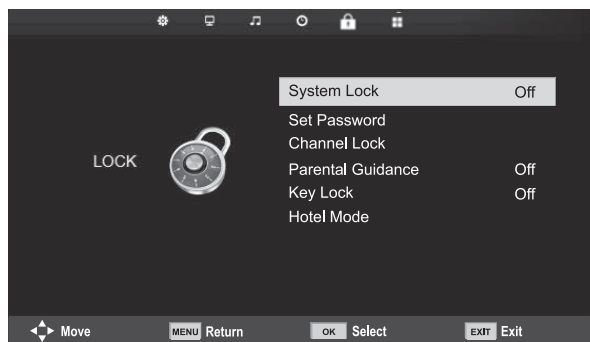 System Lock Off
Set Password
Channel Lock
LOCK
Parental Guidance Off
Key Lock Off
Hotel Mode
Move MENU Return OK Select EXIT Exit